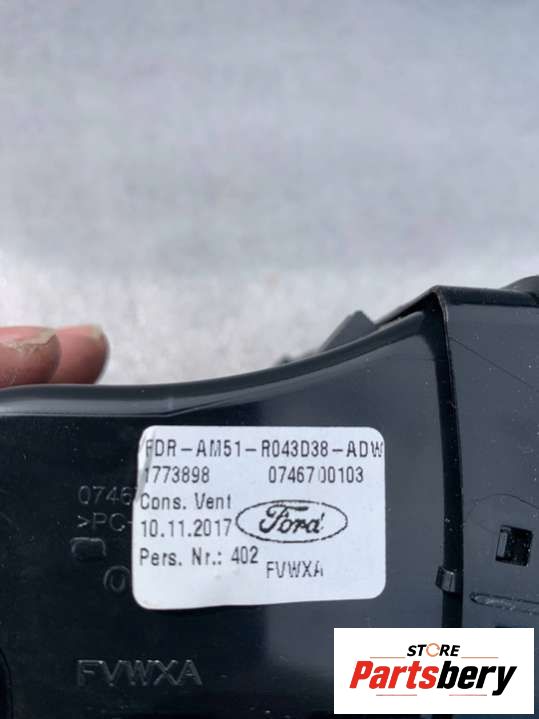 FDR-AM51-R043D38-ADW
1773898 0746700103
Cons. Vent
10.11.2017 Ford
Pers. Nr.: 402
FVWXA
0746
>PC-
FVWXA
STORE
Partsbery